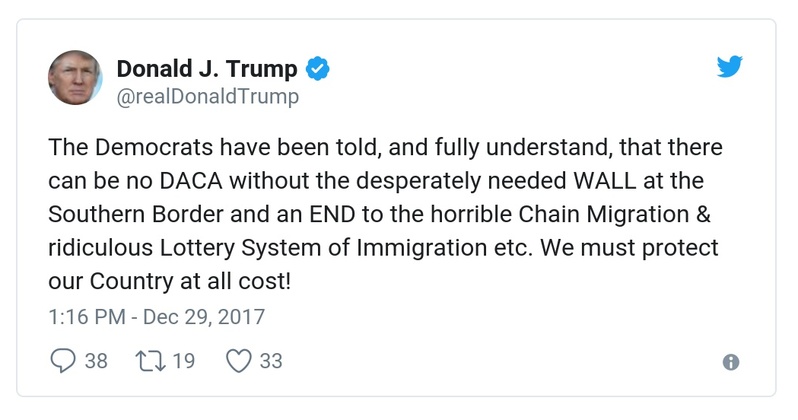 Donald J. Trump
@realDonaldTrump
The Democrats have been told, and fully understand, that there
can be no DACA without the desperately needed WALL at the
Southern Border and an END to the horrible Chain Migration &
ridiculous Lottery System of Immigration etc. We must protect
our Country at all cost!
1:16 PM - Dec 29, 2017
38 19 33